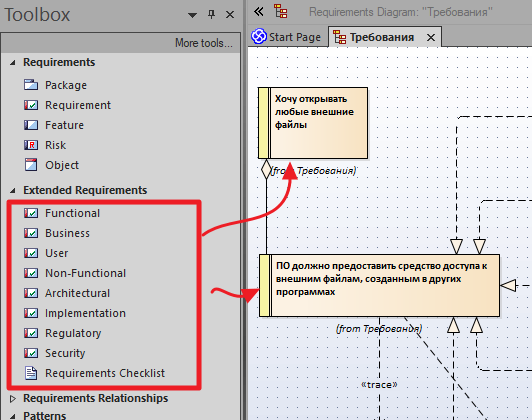 Toolbox
More tools...
Requirements
Package
Requirement
Feature
Risk
Object
Extended Requirements
Functional
Business
User
Non-Functional
Architectural
Implementation
Regulatory
Security
Requirements Checklist
Requirements Relationships
Patterns
Requirements Diagram: "Требования"
Start Page
Требования
Хочу открывать
любые внешние
файлы
(from Требования)
ПО должно предоставить средство доступа к
внешним файлам, созданным в других
программах
(from Требования)
«trace»